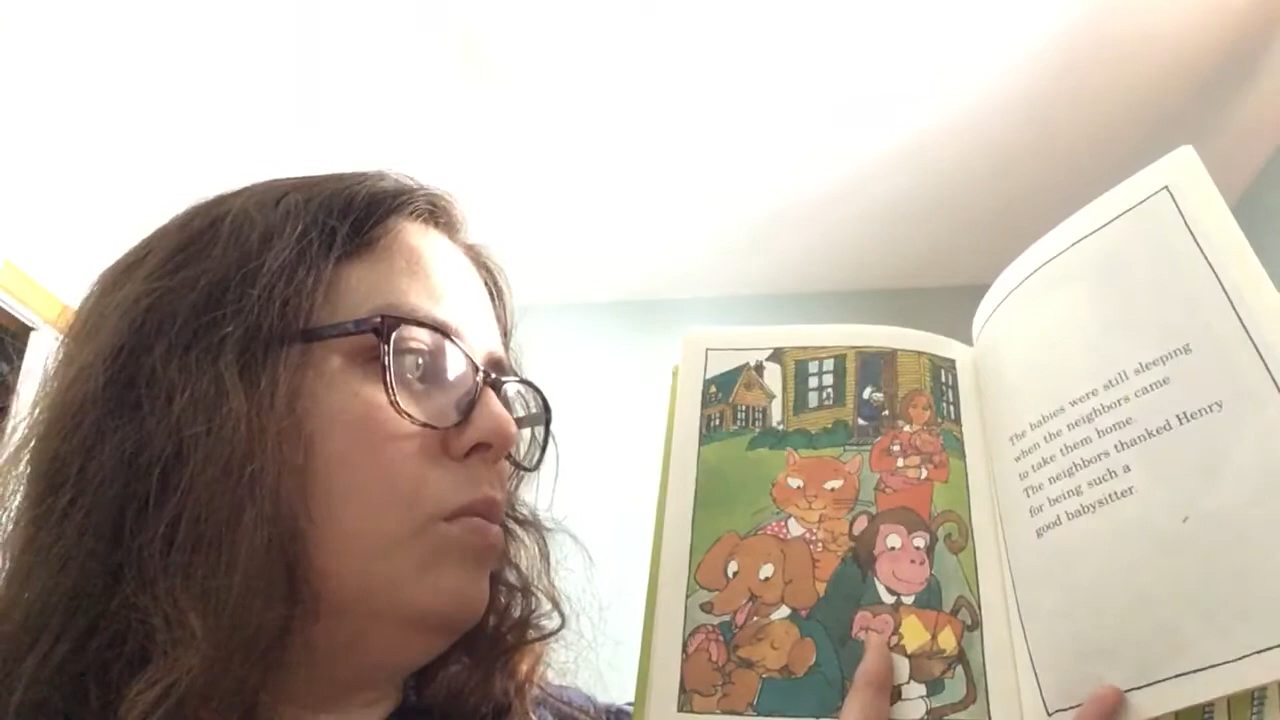 The babies were still sleeping
when the neighbors came
to take them home.
The neighbors thanked Henry
for being such a
good babysitter.